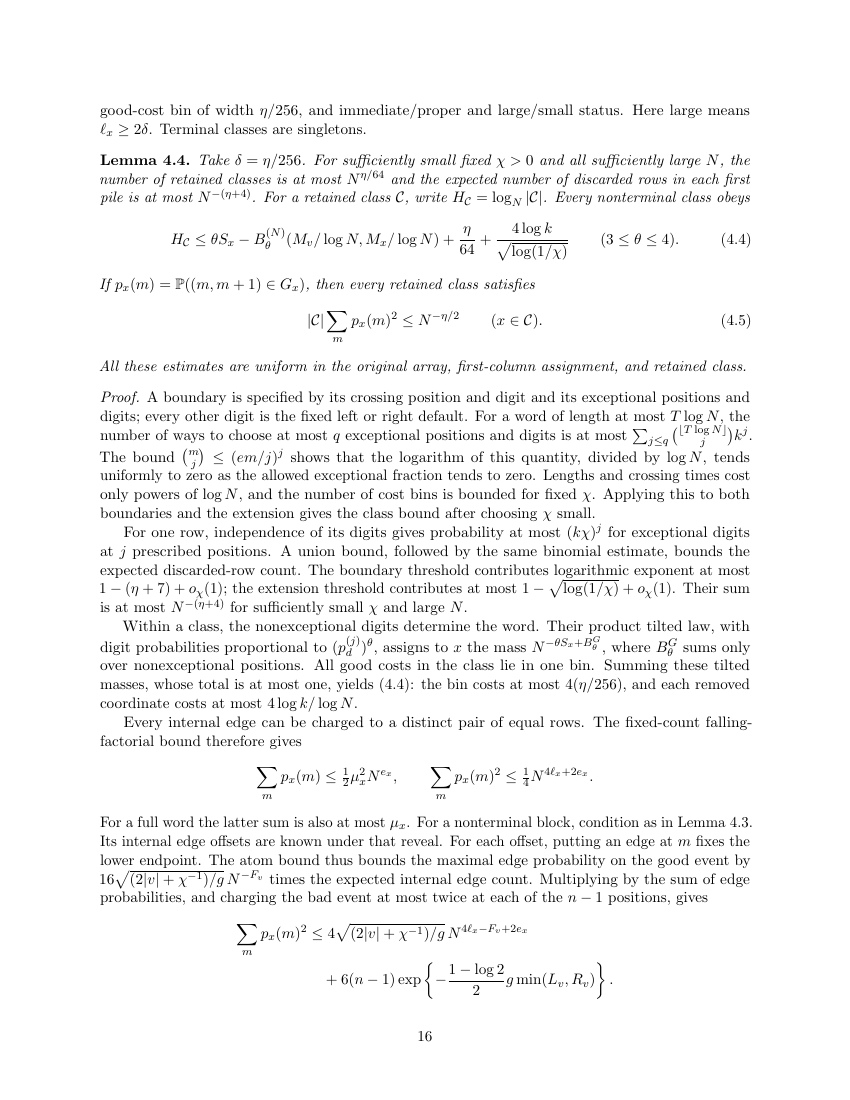 good-cost bin of width η/256, and immediate/proper and large/small status. Here large means
ℓ_x ≥ 2δ. Terminal classes are singletons.
Lemma 4.4. Take δ = η/256. For sufficiently small fixed χ > 0 and all sufficiently large N, the
number of retained classes is at most N^{η/64} and the expected number of discarded rows in each first
pile is at most N^{−(η+4)}. For a retained class 𝒞, write H_𝒞 = log_N |𝒞|. Every nonterminal class obeys
H_𝒞 ≤ θS_x − B_θ^{(N)}(M_v/ log N, M_x/ log N) + η/64 + 4 log k/√log(1/χ) (3 ≤ θ ≤ 4). (4.4)
If p_x(m) = ℙ((m, m + 1) ∈ G_x), then every retained class satisfies
|𝒞| ∑_m p_x(m)² ≤ N^{−η/2} (x ∈ 𝒞). (4.5)
All these estimates are uniform in the original array, first-column assignment, and retained class.
Proof. A boundary is specified by its crossing position and digit and its exceptional positions and
digits; every other digit is the fixed left or right default. For a word of length at most T log N, the
number of ways to choose at most q exceptional positions and digits is at most ∑_{j≤q} (⌊T log N⌋ j) k^j.
The bound (m j) ≤ (em/j)^j shows that the logarithm of this quantity, divided by log N, tends
uniformly to zero as the allowed exceptional fraction tends to zero. Lengths and crossing times cost
only powers of log N, and the number of cost bins is bounded for fixed χ. Applying this to both
boundaries and the extension gives the class bound after choosing χ small.
For one row, independence of its digits gives probability at most (kχ)^j for exceptional digits
at j prescribed positions. A union bound, followed by the same binomial estimate, bounds the
expected discarded-row count. The boundary threshold contributes logarithmic exponent at most
1 − (η + 7) + o_χ(1); the extension threshold contributes at most 1 − √log(1/χ) + o_χ(1). Their sum
is at most N^{−(η+4)} for sufficiently small χ and large N.
Within a class, the nonexceptional digits determine the word. Their product tilted law, with
digit probabilities proportional to (p_d^{(j)})^θ, assigns to x the mass N^{−θS_x+B_θ^G}, where B_θ^G sums only
over nonexceptional positions. All good costs in the class lie in one bin. Summing these tilted
masses, whose total is at most one, yields (4.4): the bin costs at most 4(η/256), and each removed
coordinate costs at most 4 log k/ log N.
Every internal edge can be charged to a distinct pair of equal rows. The fixed-count falling-
factorial bound therefore gives
∑_m p_x(m) ≤ ½μ_x² N^{e_x}, ∑_m p_x(m)² ≤ ¼N^{4ℓ_x+2e_x}.
For a full word the latter sum is also at most μ_x. For a nonterminal block, condition as in Lemma 4.3.
Its internal edge offsets are known under that reveal. For each offset, putting an edge at m fixes the
lower endpoint. The atom bound thus bounds the maximal edge probability on the good event by
16√(2|v| + χ^{−1})/g N^{−F_v} times the expected internal edge count. Multiplying by the sum of edge
probabilities, and charging the bad event at most twice at each of the n − 1 positions, gives
∑_m p_x(m)² ≤ 4√(2|v| + χ^{−1})/g N^{4ℓ_x−F_v+2e_x}
+ 6(n − 1) exp{−(1 − log 2)/2 g min(L_v, R_v)}.
16